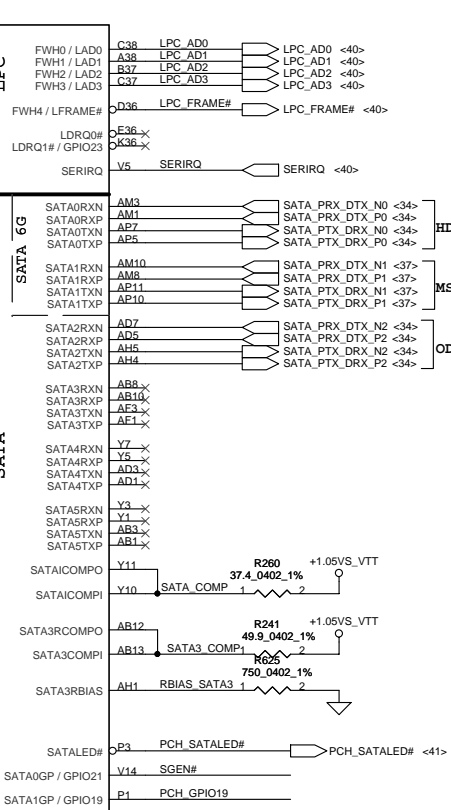 LPC
FWH0 / LAD0 C38 LPC_AD0 LPC_AD0 <40>
FWH1 / LAD1 A38 LPC_AD1 LPC_AD1 <40>
FWH2 / LAD2 B37 LPC_AD2 LPC_AD2 <40>
FWH3 / LAD3 C37 LPC_AD3 LPC_AD3 <40>
FWH4 / LFRAME# D36 LPC_FRAME# LPC_FRAME# <40>
LDRQ0# E36
LDRQ1# / GPIO23 K36
SERIRQ V5 SERIRQ SERIRQ <40>
SATA 6G
SATA0RXN AM3 SATA_PRX_DTX_N0 <34>
SATA0RXP AM1 SATA_PRX_DTX_P0 <34>
SATA0TXN AP7 SATA_PTX_DRX_N0 <34>
SATA0TXP AP5 SATA_PTX_DRX_P0 <34>
HD
SATA1RXN AM10 SATA_PRX_DTX_N1 <37>
SATA1RXP AM8 SATA_PRX_DTX_P1 <37>
SATA1TXN AP11 SATA_PTX_DRX_N1 <37>
SATA1TXP AP10 SATA_PTX_DRX_P1 <37>
MS
SATA2RXN AD7 SATA_PRX_DTX_N2 <34>
SATA2RXP AD5 SATA_PRX_DTX_P2 <34>
SATA2TXN AH5 SATA_PTX_DRX_N2 <34>
SATA2TXP AH4 SATA_PTX_DRX_P2 <34>
OD
SATA
SATA3RXN AB8
SATA3RXP AB10
SATA3TXN AF3
SATA3TXP AF1
SATA4RXN Y7
SATA4RXP Y5
SATA4TXN AD3
SATA4TXP AD1
SATA5RXN Y3
SATA5RXP Y1
SATA5TXN AB3
SATA5TXP AB1
SATAICOMPO Y11
R260 +1.05VS_VTT
37.4_0402_1%
SATAICOMPI Y10 SATA_COMP 1 2
SATA3RCOMPO AB12
R241 +1.05VS_VTT
49.9_0402_1%
SATA3COMPI AB13 SATA3_COMP 1 2
R625
750_0402_1%
SATA3RBIAS AH1 RBIAS_SATA3 1 2
SATALED# P3 PCH_SATALED# PCH_SATALED# <41>
SATA0GP / GPIO21 V14 SGEN#
SATA1GP / GPIO19 P1 PCH_GPIO19